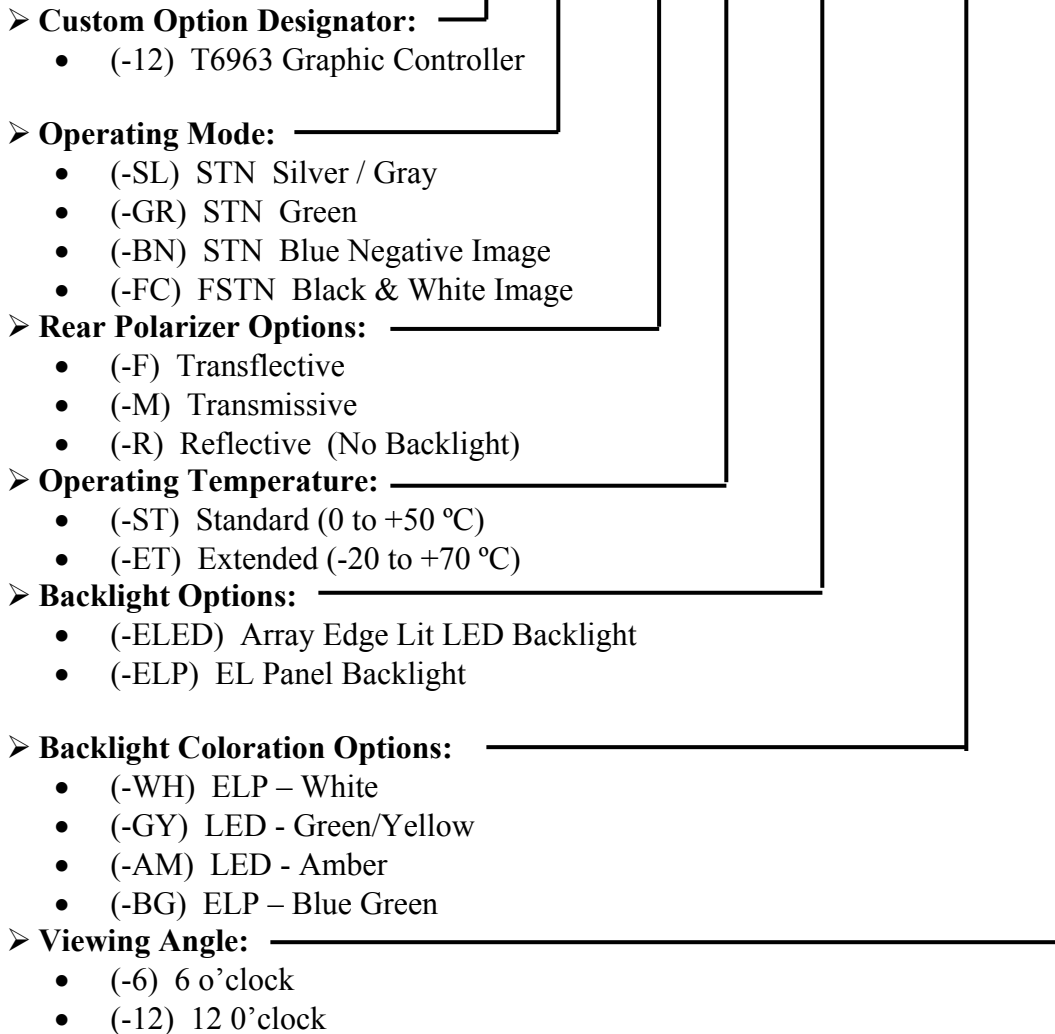 ➢ Custom Option Designator:
• (-12) T6963 Graphic Controller
➢ Operating Mode:
• (-SL) STN Silver / Gray
• (-GR) STN Green
• (-BN) STN Blue Negative Image
• (-FC) FSTN Black & White Image
➢ Rear Polarizer Options:
• (-F) Transflective
• (-M) Transmissive
• (-R) Reflective (No Backlight)
➢ Operating Temperature:
• (-ST) Standard (0 to +50 ºC)
• (-ET) Extended (-20 to +70 ºC)
➢ Backlight Options:
• (-ELED) Array Edge Lit LED Backlight
• (-ELP) EL Panel Backlight
➢ Backlight Coloration Options:
• (-WH) ELP – White
• (-GY) LED - Green/Yellow
• (-AM) LED - Amber
• (-BG) ELP – Blue Green
➢ Viewing Angle:
• (-6) 6 o’clock
• (-12) 12 0’clock